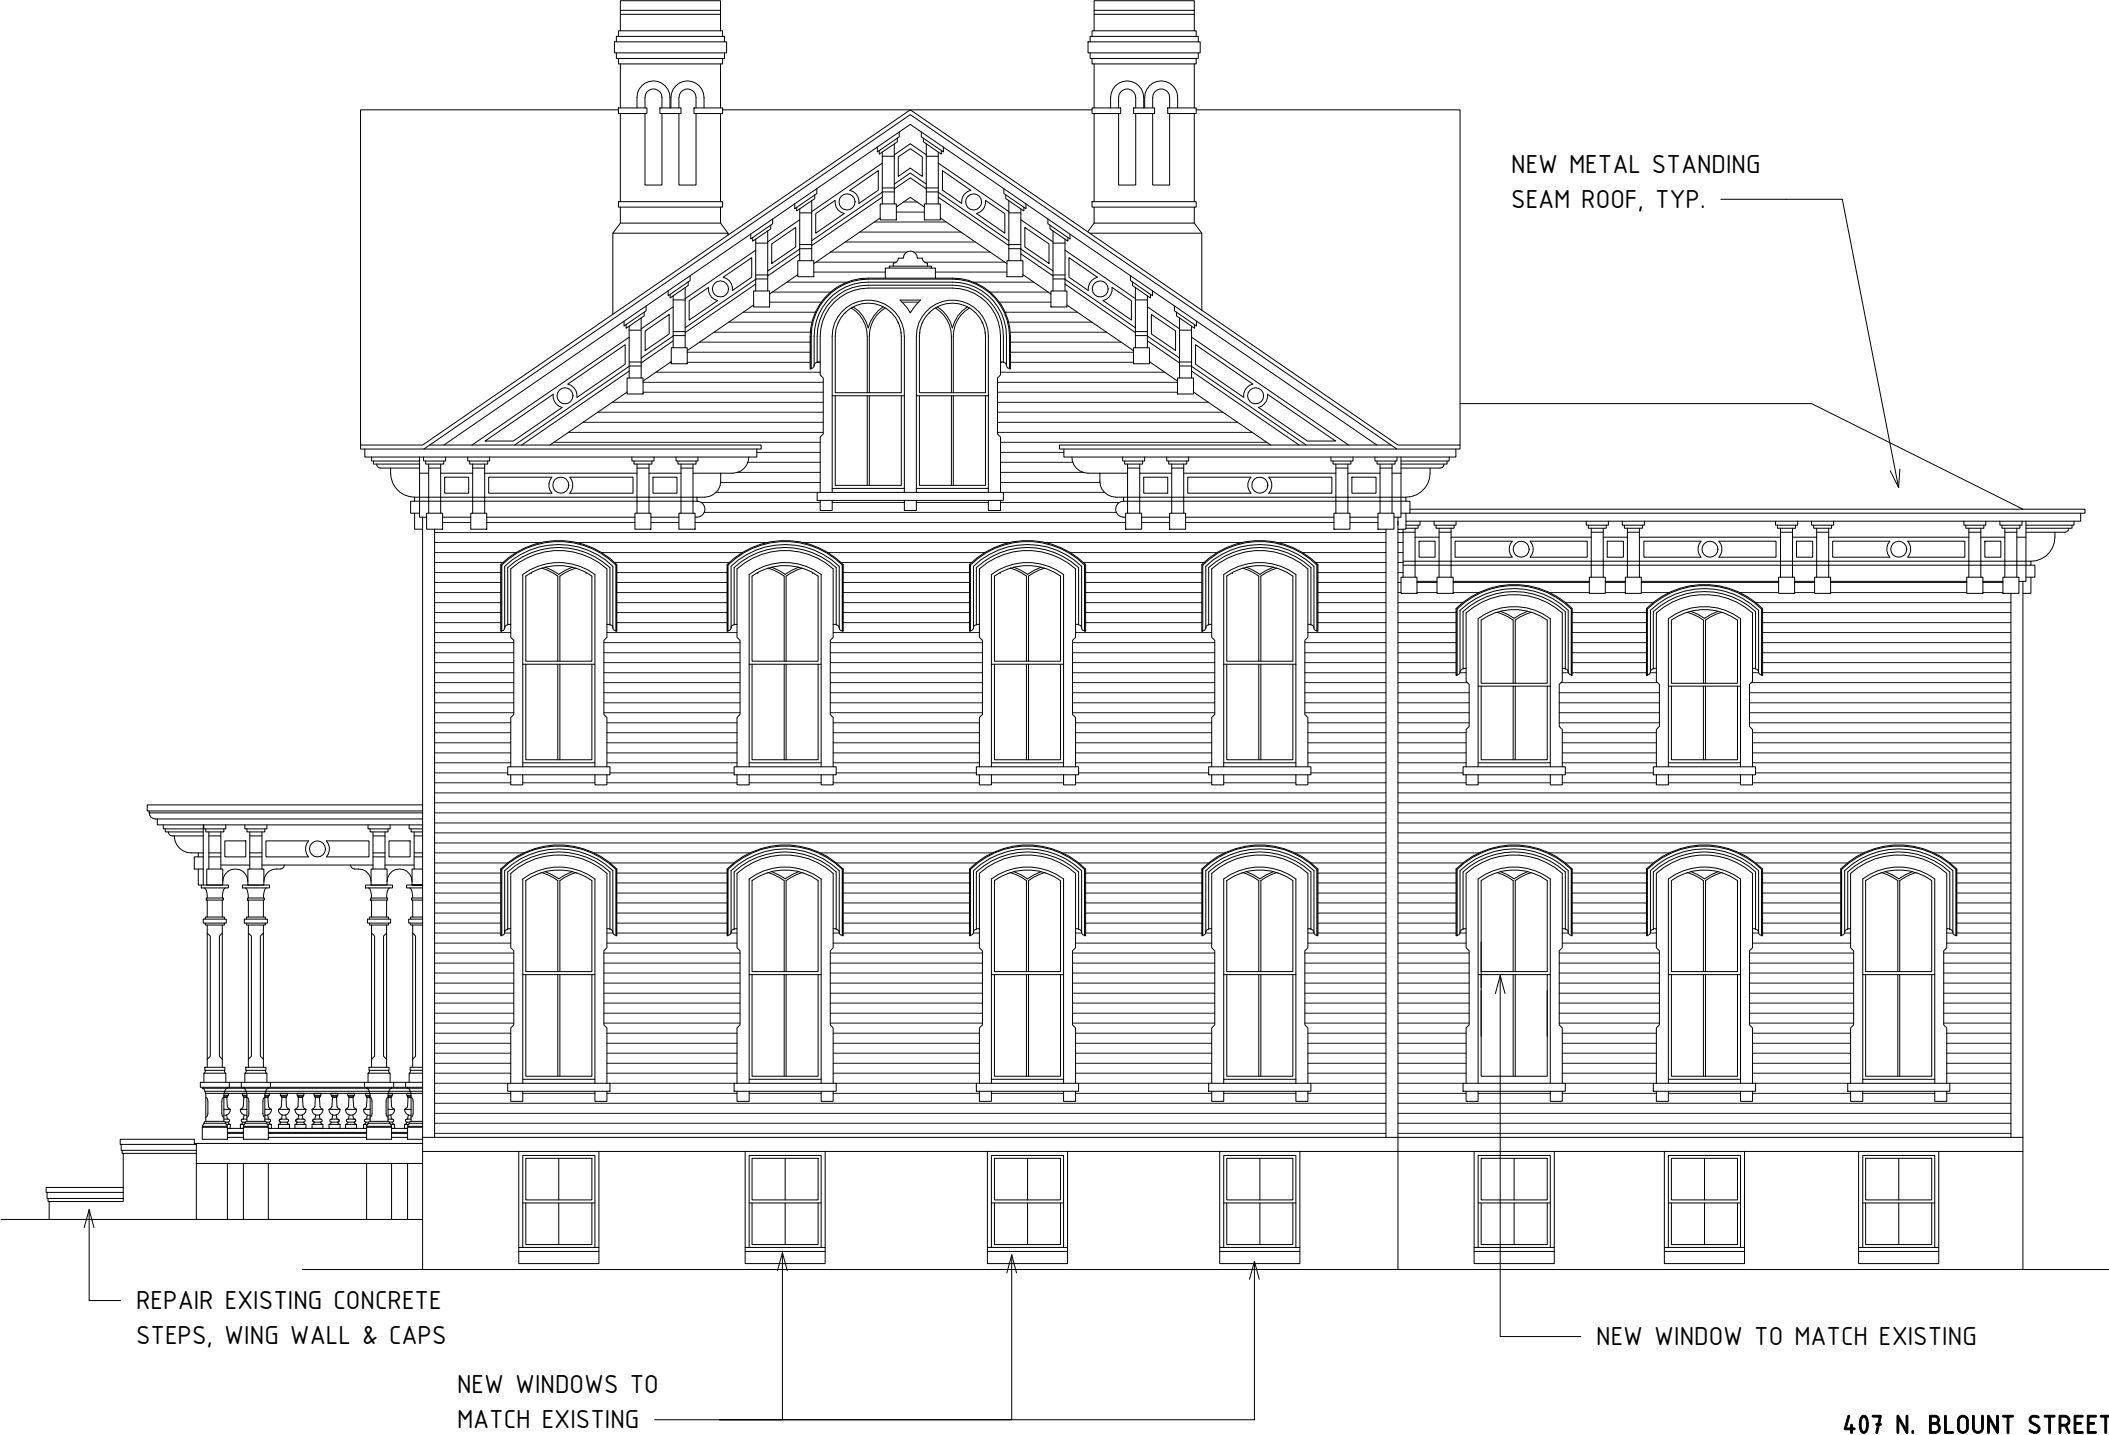 NEW METAL STANDING
SEAM ROOF, TYP.
REPAIR EXISTING CONCRETE
STEPS, WING WALL & CAPS
NEW WINDOW TO MATCH EXISTING
NEW WINDOWS TO
MATCH EXISTING
407 N. BLOUNT STREET